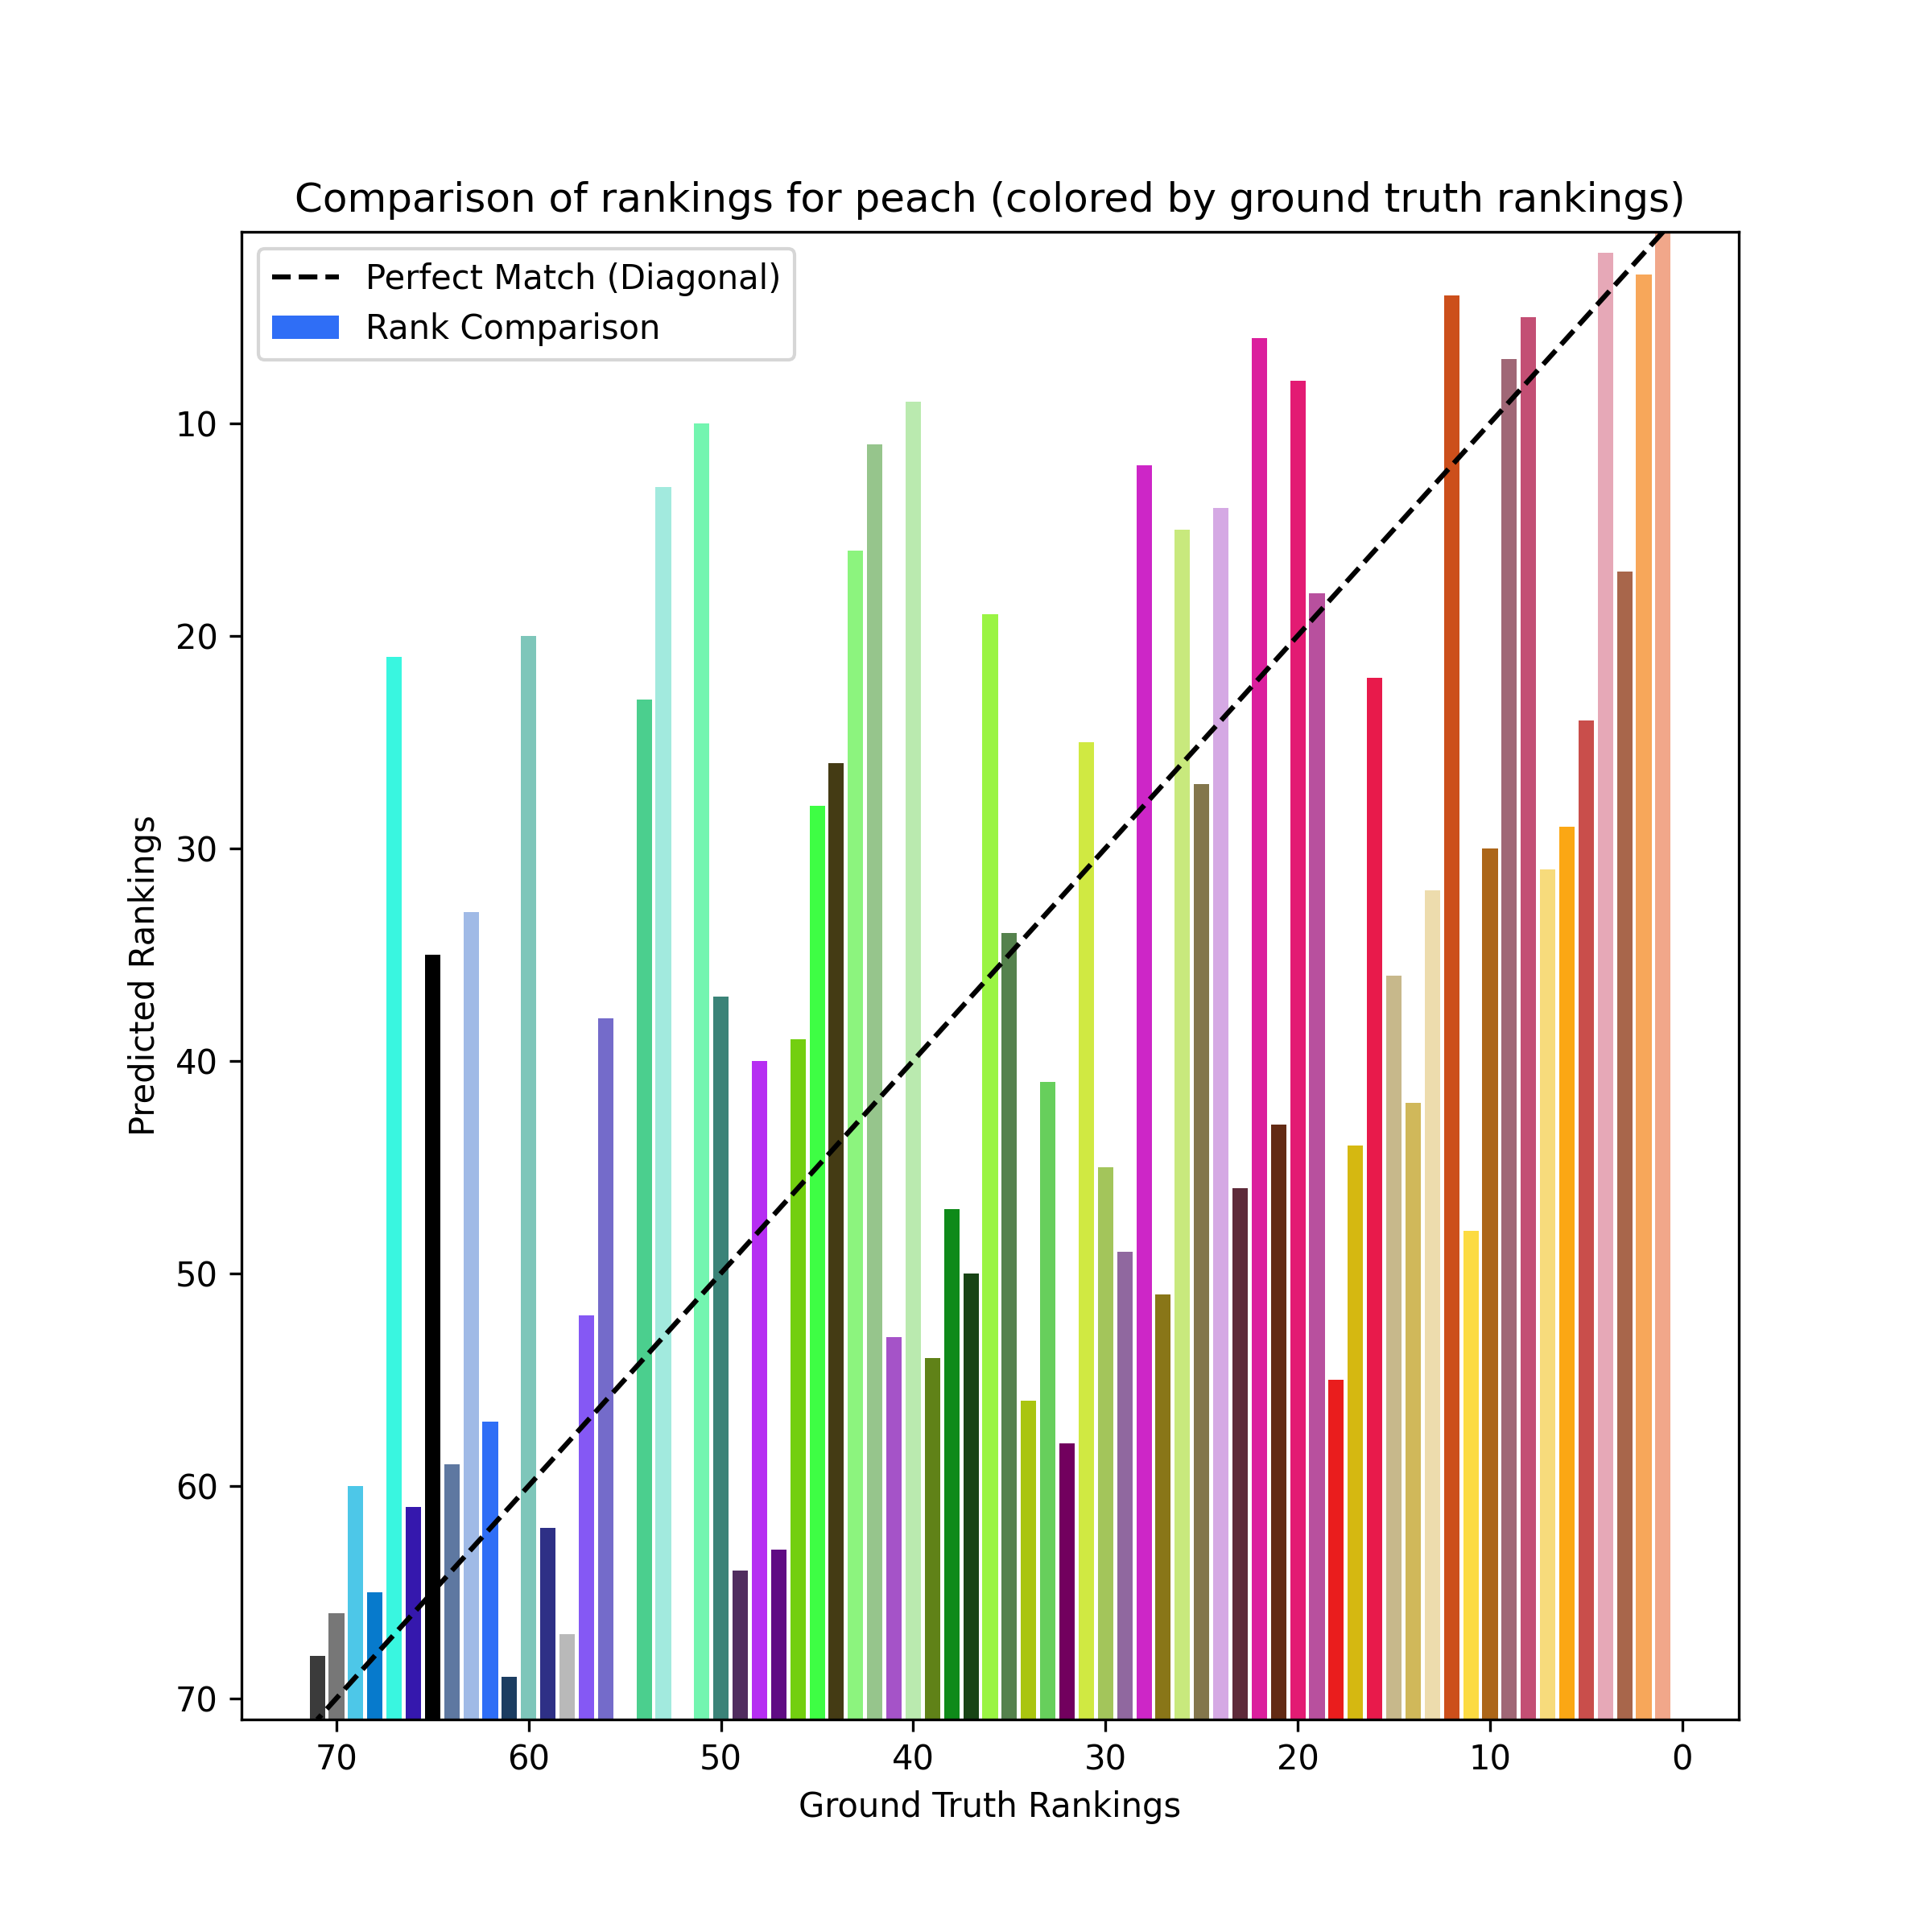 Comparison of rankings for peach (colored by ground truth rankings)
Perfect Match (Diagonal)
Rank Comparison
10
20
30
40
50
60
70
Predicted Rankings
70 60 50 40 30 20 10 0
Ground Truth Rankings